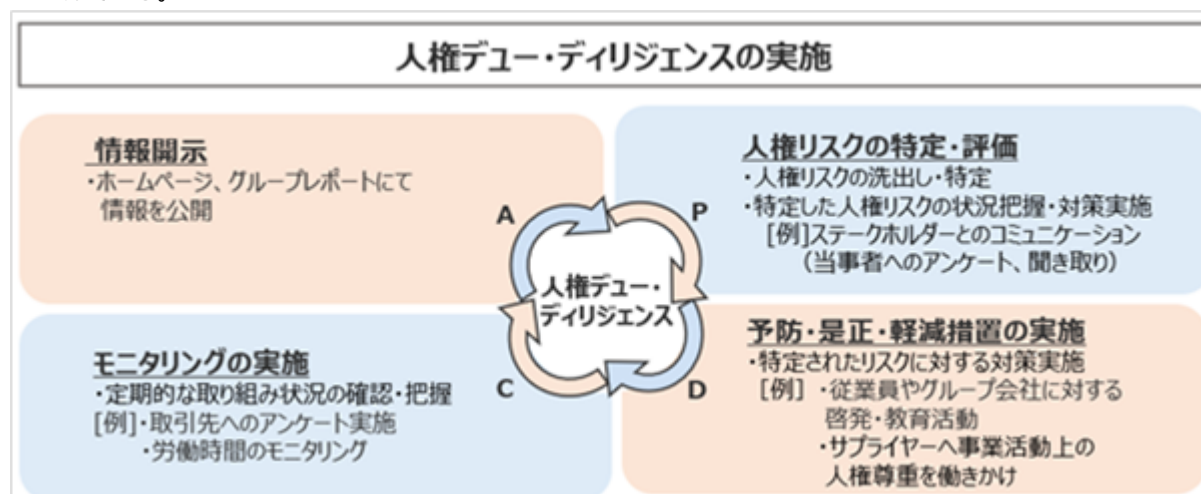 人権デュー・ディリジェンスの実施
情報開示
・ホームページ、グループレポートにて
情報を公開
人権リスクの特定・評価
・人権リスクの洗出し・特定
・特定した人権リスクの状況把握・対策実施
[例]ステークホルダーとのコミュニケーション
（当事者へのアンケート、聞き取り）
A
P
人権デュー・
ディリジェンス
C
D
モニタリングの実施
・定期的な取り組み状況の確認・把握
[例]・取引先へのアンケート実施
・労働時間のモニタリング
予防・是正・軽減措置の実施
・特定されたリスクに対する対策実施
[例] ・従業員やグループ会社に対する
啓発・教育活動
・サプライヤーへ事業活動上の
人権尊重を働きかけ